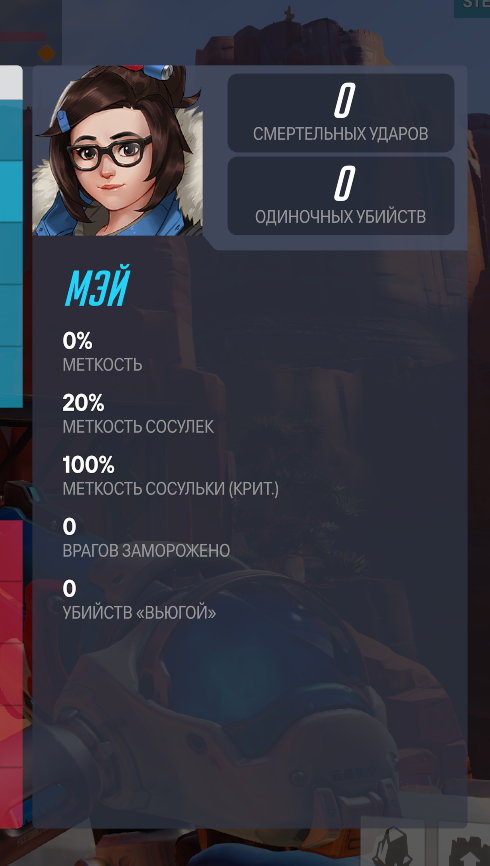 STE
0
СМЕРТЕЛЬНЫХ УДАРОВ
0
ОДИНОЧНЫХ УБИЙСТВ
МЭЙ
0%
МЕТКОСТЬ
20%
МЕТКОСТЬ СОСУЛЕК
100%
МЕТКОСТЬ СОСУЛЬКИ (КРИТ.)
0
ВРАГОВ ЗАМОРОЖЕНО
0
УБИЙСТВ «ВЬЮГОЙ»